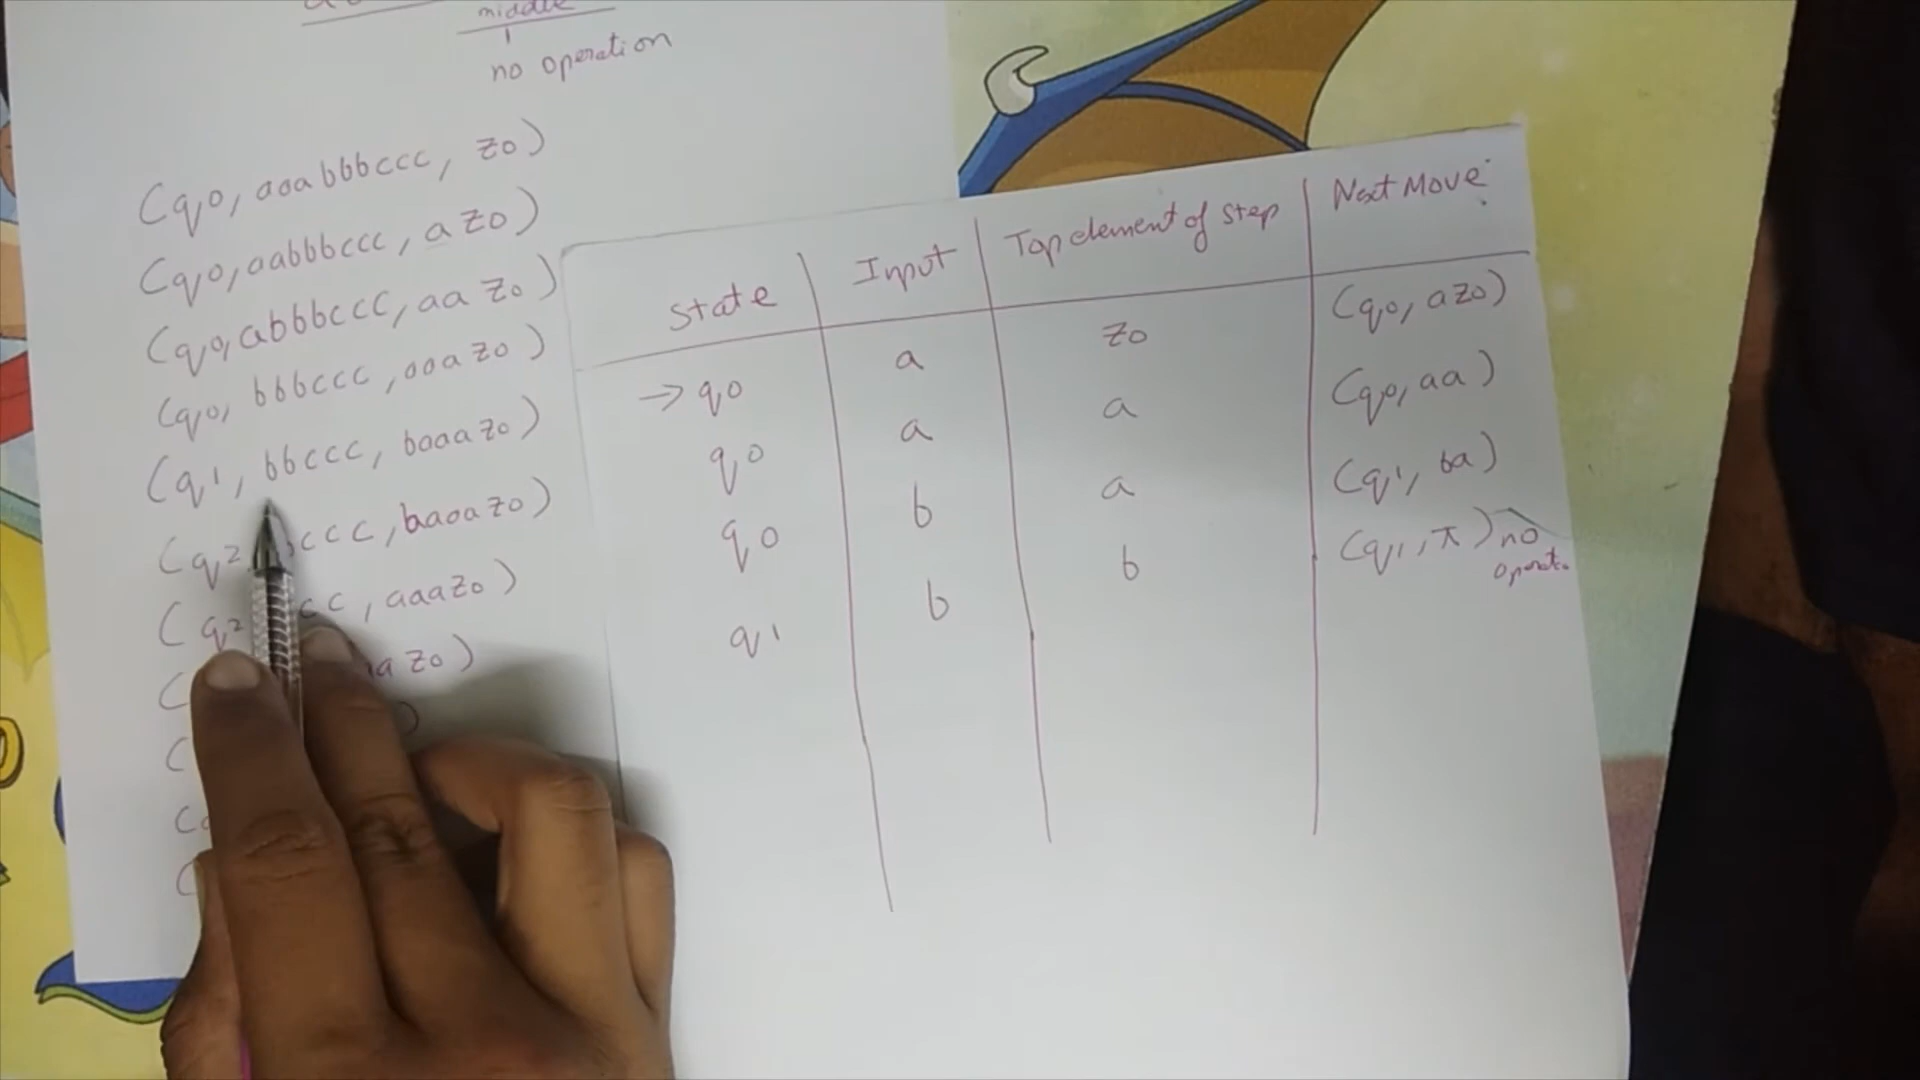 middle
no operation
(q0, aaabbbccc, z0)
(q0, aabbbccc, az0)
(q0, abbbccc, aaz0)
(q0, bbbccc, aaaz0)
(q1, bbccc, baaaz0)
(q2, ccc, baaaz0)
(q2 cc, aaaz0)
( az0)
( )
(
(
State Input Top element of Step Next Move:
→ q0 a z0 (q0, az0)
q0 a a (q0, aa)
q0 b a (q1, ba)
q1 b b (q1, π) no